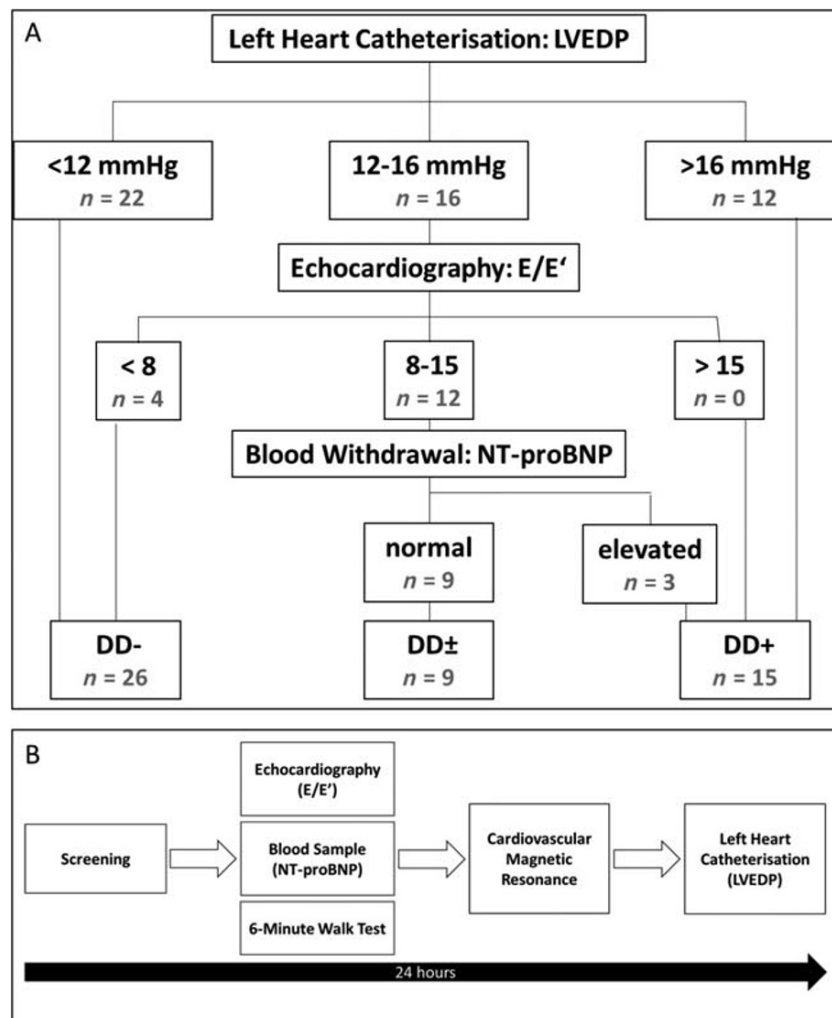 A
Left Heart Catheterisation: LVEDP
<12 mmHg
n = 22
12-16 mmHg
n = 16
>16 mmHg
n = 12
Echocardiography: E/E‘
< 8
n = 4
8-15
n = 12
> 15
n = 0
Blood Withdrawal: NT-proBNP
normal
n = 9
elevated
n = 3
DD-
n = 26
DD±
n = 9
DD+
n = 15
B
Screening
Echocardiography
(E/E’)
Blood Sample
(NT-proBNP)
6-Minute Walk Test
Cardiovascular
Magnetic
Resonance
Left Heart
Catheterisation
(LVEDP)
24 hours